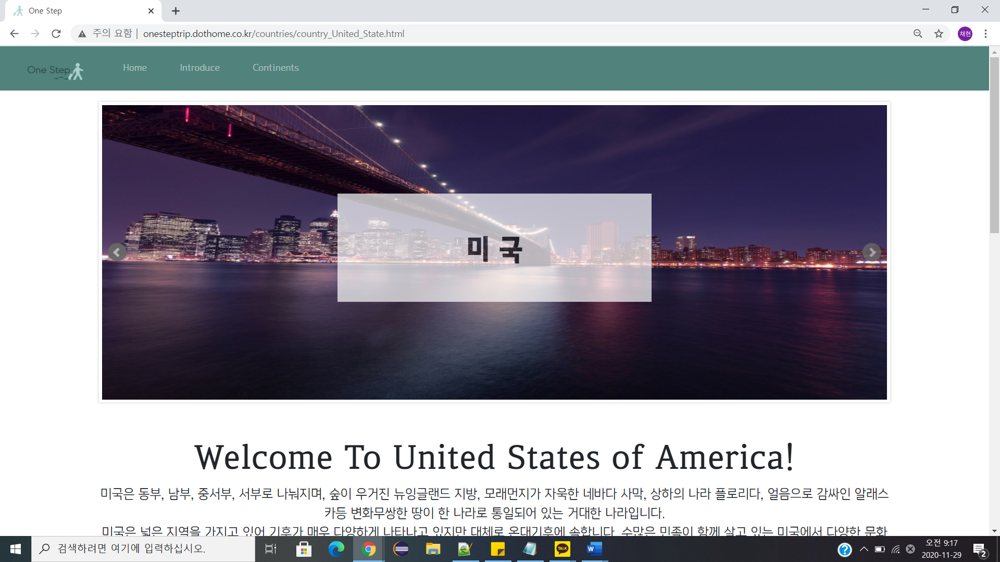 One Step
주의 요함 | onesteptrip.dothome.co.kr/countries/country_United_State.html
채현
One Step
Home Introduce Continents
미국
Welcome To United States of America!
미국은 동부, 남부, 중서부, 서부로 나눠지며, 숲이 우거진 뉴잉글랜드 지방, 모래먼지가 자욱한 네바다 사막, 상하의 나라 플로리다, 얼음으로 감싸인 알래스
카등 변화무쌍한 땅이 한 나라로 통일되어 있는 거대한 나라입니다.
미국은 넓은 지역을 가지고 있어 기후가 매우 다양하게 나타나고 있지만 대체로 온대기후에 속합니다. 수많은 민족이 함께 살고 있는 미국에서 다양한 문화
검색하려면 여기에 입력하십시오.
TALK
W
오전 9:17
2020-11-29
2